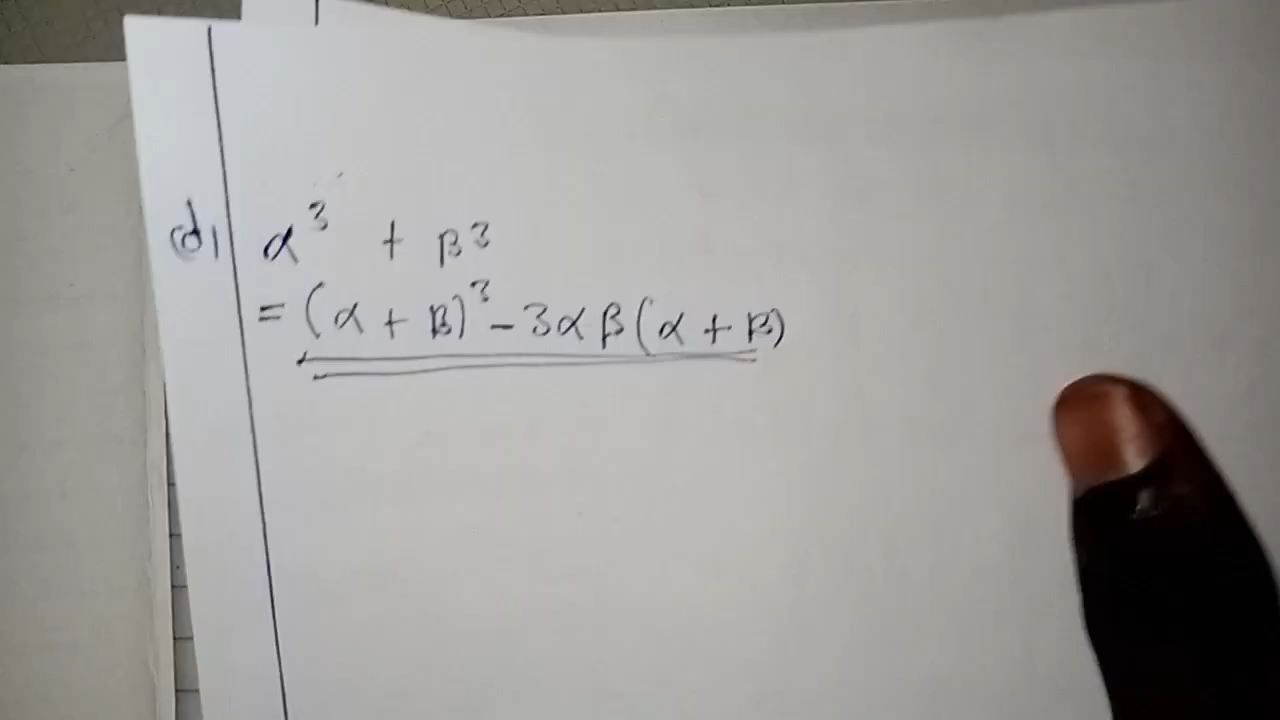 d) α³ + β³
= (α + β)³ - 3αβ(α + β)